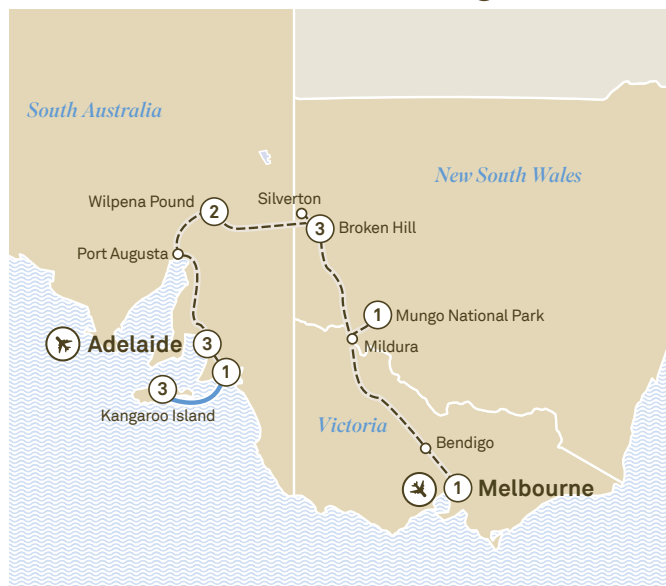 South Australia
New South Wales
Wilpena Pound
2
Silverton
3
Broken Hill
Port Augusta
1
Mungo National Park
Adelaide
3
Mildura
1
3
Kangaroo Island
Victoria
Bendigo
1
Melbourne